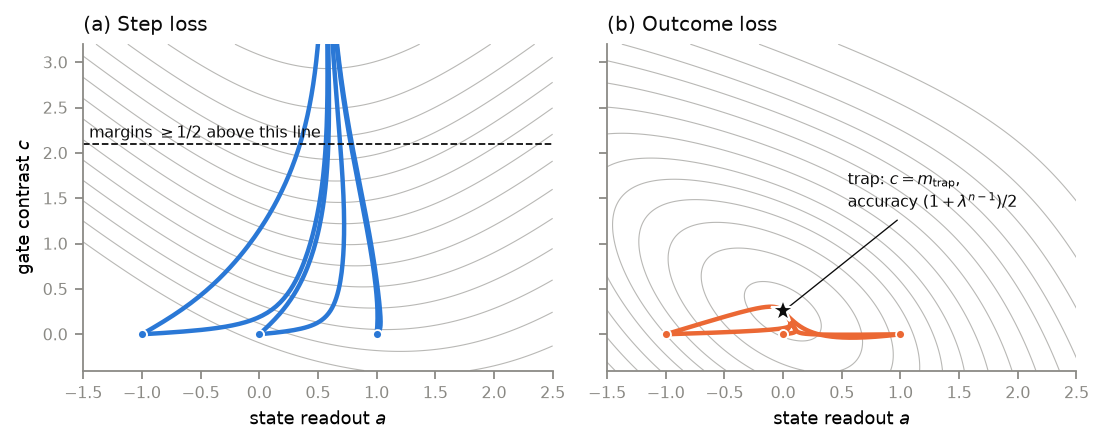 (a) Step loss
gate contrast c
3.0
2.5
2.0
1.5
1.0
0.5
0.0
margins ≥ 1/2 above this line
−1.5 −1.0 −0.5 0.0 0.5 1.0 1.5 2.0 2.5
state readout a
(b) Outcome loss
trap: c = m_trap,
accuracy (1 + λ^{n−1})/2
−1.5 −1.0 −0.5 0.0 0.5 1.0 1.5 2.0 2.5
state readout a